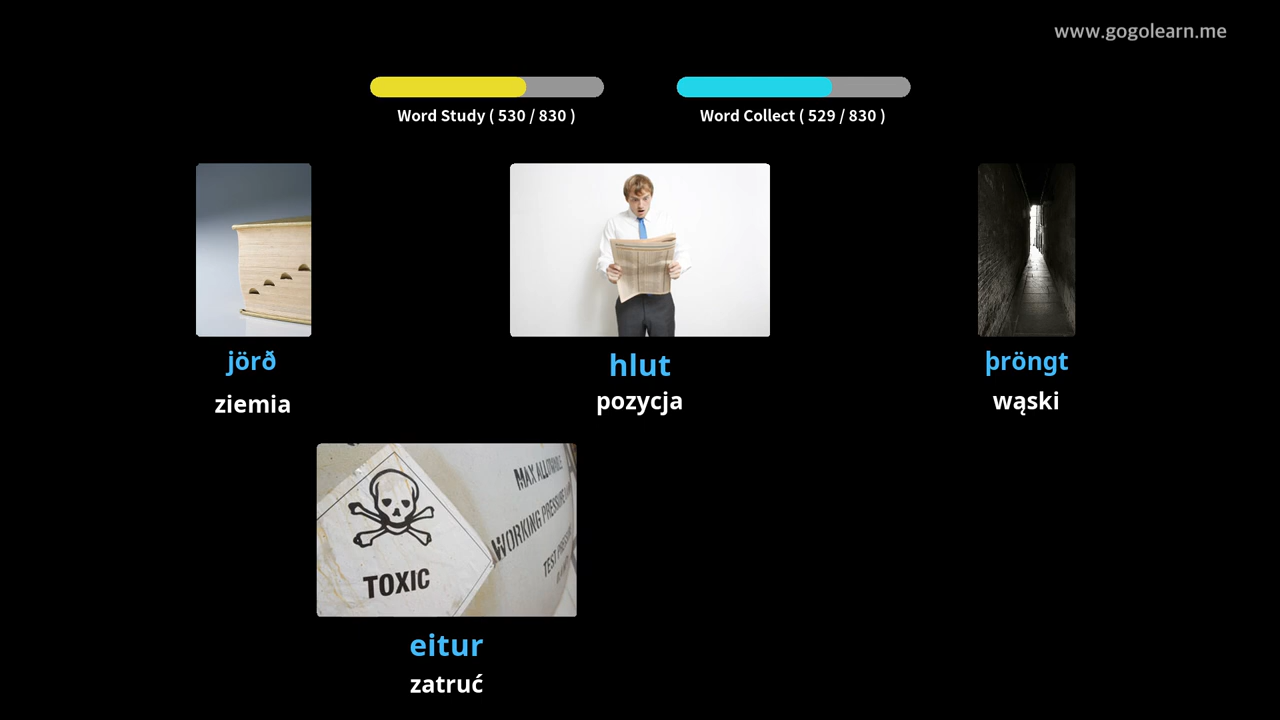 www.gogolearn.me
Word Study ( 530 / 830 )
Word Collect ( 529 / 830 )
jörð
ziemia
hlut
pozycja
þröngt
wąski
MAX ALLOWABLE
WORKING PRESSURE
TOXIC
eitur
zatruć